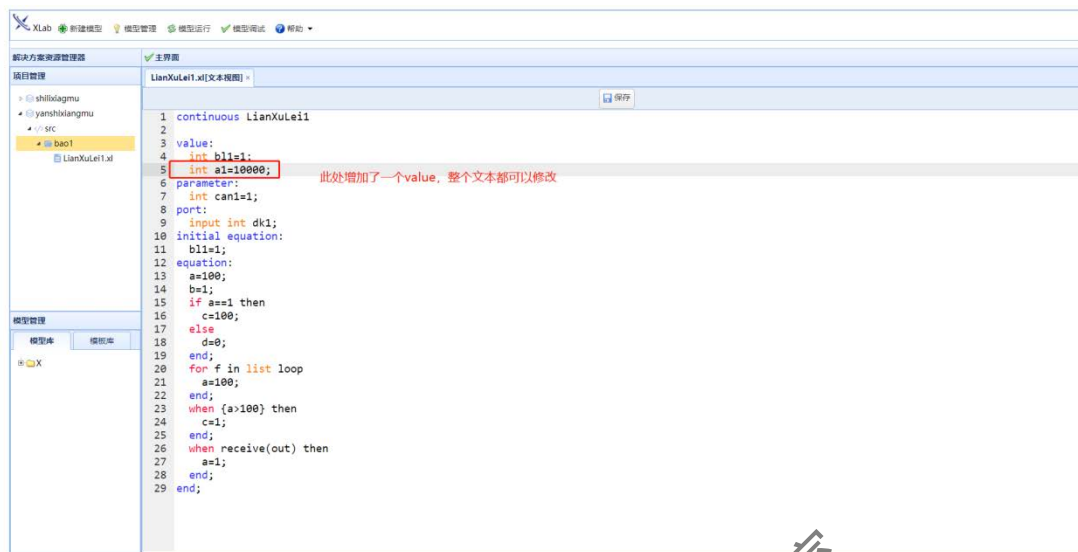 XLab 新建模型 模型管理 模型运行 模型调试 帮助
解决方案资源管理器
主界面
项目管理
LianXuLei1.xl[文本视图] ×
保存
shilixiagmu
yanshixiangmu
src
bao1
LianXuLei1.xl
模型管理
模型库 模板库
X
1 continuous LianXuLei1
2
3 value:
4 int bl1=1;
5 int a1=10000;
此处增加了一个value，整个文本都可以修改
6 parameter:
7 int can1=1;
8 port:
9 input int dk1;
10 initial equation:
11 bl1=1;
12 equation:
13 a=100;
14 b=1;
15 if a==1 then
16 c=100;
17 else
18 d=0;
19 end;
20 for f in list loop
21 a=100;
22 end;
23 when {a>100} then
24 c=1;
25 end;
26 when receive(out) then
27 a=1;
28 end;
29 end;